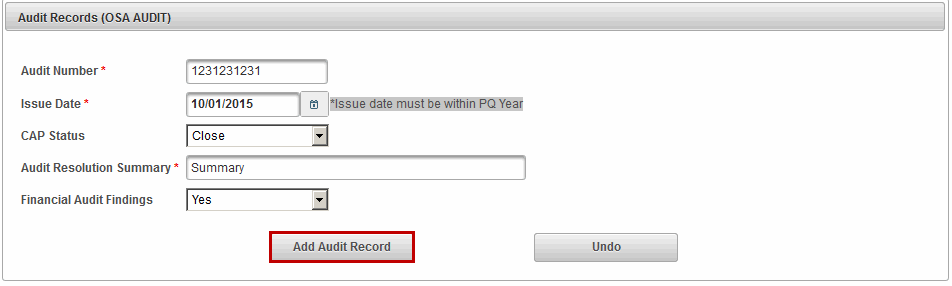 Audit Records (OSA AUDIT)
Audit Number * 1231231231
Issue Date * 10/01/2015 *Issue date must be within PQ Year
CAP Status Close
Audit Resolution Summary * Summary
Financial Audit Findings Yes
Add Audit Record Undo